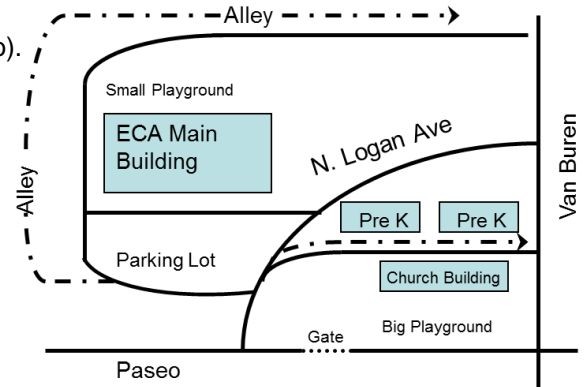 Alley
o).
Small Playground
ECA Main
Building
N. Logan Ave
Van Buren
Alley
Pre K Pre K
Parking Lot
Church Building
Big Playground
Gate
Paseo